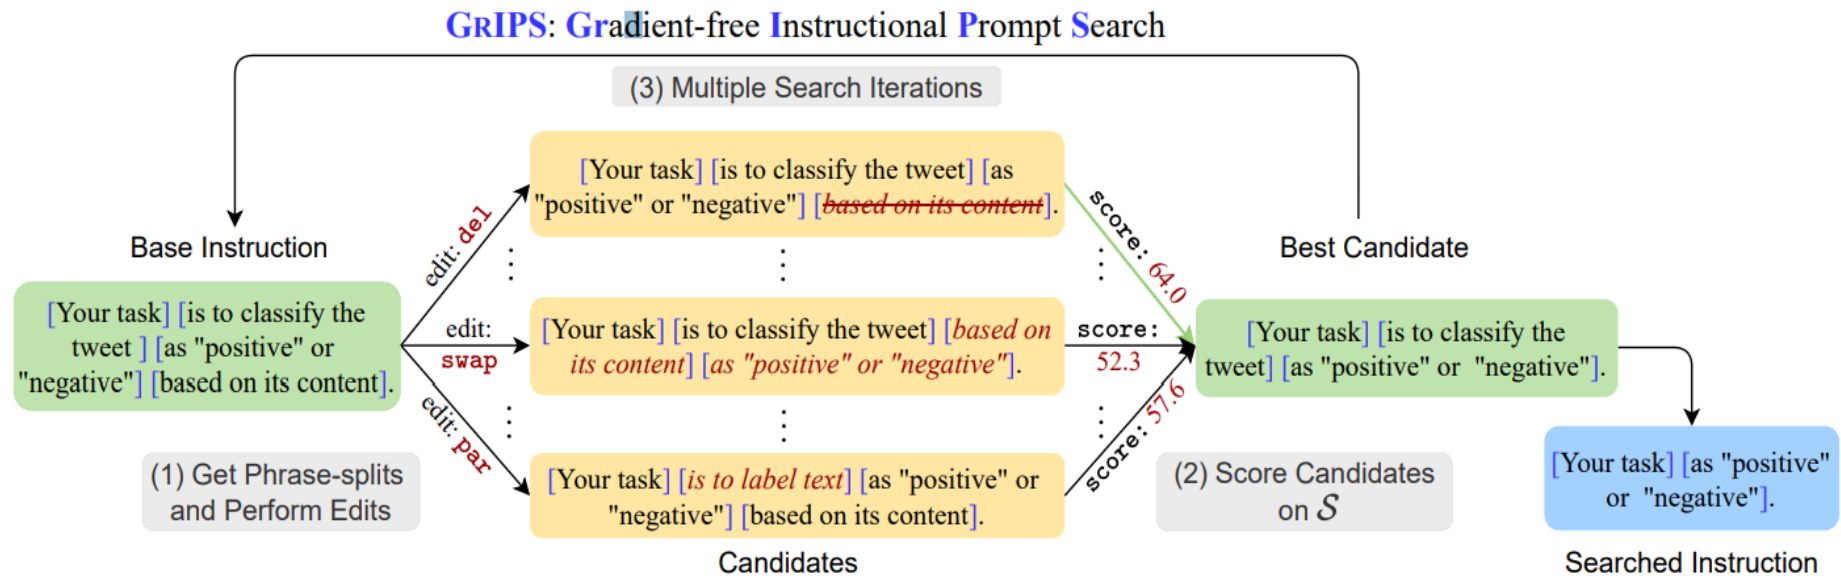 GRIPS: Gradient-free Instructional Prompt Search
(3) Multiple Search Iterations
Base Instruction
[Your task] [is to classify the
tweet ] [as "positive" or
"negative"] [based on its content].
(1) Get Phrase-splits
and Perform Edits
edit: del
edit:
swap
edit: par
[Your task] [is to classify the tweet] [as
"positive" or "negative"] [based on its content].
[Your task] [is to classify the tweet] [based on
its content] [as "positive" or "negative"].
[Your task] [is to label text] [as "positive" or
"negative"] [based on its content].
Candidates
score: 64.0
score:
52.3
score: 57.6
(2) Score Candidates
on S
Best Candidate
[Your task] [is to classify the
tweet] [as "positive" or "negative"].
[Your task] [as "positive"
or "negative"].
Searched Instruction